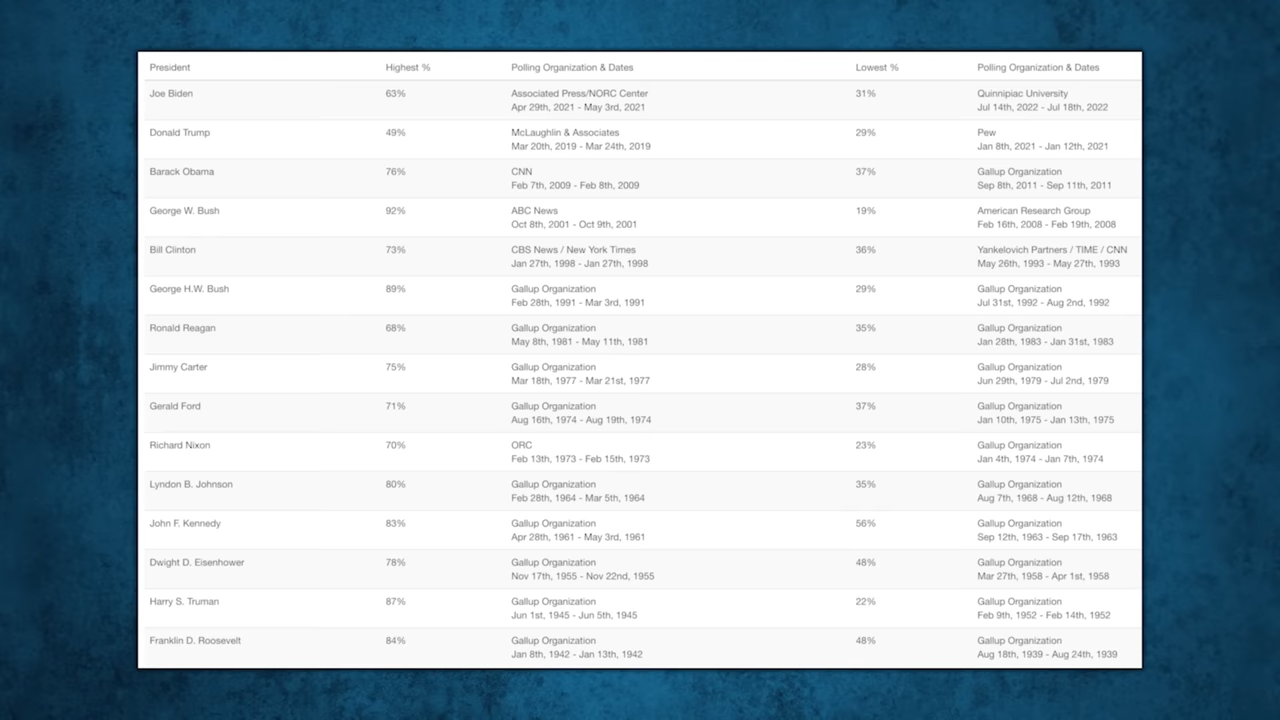 President Highest % Polling Organization & Dates Lowest % Polling Organization & Dates
Joe Biden 63% Associated Press/NORC Center 31% Quinnipiac University
Apr 29th, 2021 - May 3rd, 2021 Jul 14th, 2022 - Jul 18th, 2022
Donald Trump 49% McLaughlin & Associates 29% Pew
Mar 20th, 2019 - Mar 24th, 2019 Jan 8th, 2021 - Jan 12th, 2021
Barack Obama 76% CNN 37% Gallup Organization
Feb 7th, 2009 - Feb 8th, 2009 Sep 8th, 2011 - Sep 11th, 2011
George W. Bush 92% ABC News 19% American Research Group
Oct 8th, 2001 - Oct 9th, 2001 Feb 16th, 2008 - Feb 19th, 2008
Bill Clinton 73% CBS News / New York Times 36% Yankelovich Partners / TIME / CNN
Jan 27th, 1998 - Jan 27th, 1998 May 26th, 1993 - May 27th, 1993
George H.W. Bush 89% Gallup Organization 29% Gallup Organization
Feb 28th, 1991 - Mar 3rd, 1991 Jul 31st, 1992 - Aug 2nd, 1992
Ronald Reagan 68% Gallup Organization 35% Gallup Organization
May 8th, 1981 - May 11th, 1981 Jan 28th, 1983 - Jan 31st, 1983
Jimmy Carter 75% Gallup Organization 28% Gallup Organization
Mar 18th, 1977 - Mar 21st, 1977 Jun 29th, 1979 - Jul 2nd, 1979
Gerald Ford 71% Gallup Organization 37% Gallup Organization
Aug 16th, 1974 - Aug 19th, 1974 Jan 10th, 1975 - Jan 13th, 1975
Richard Nixon 70% ORC 23% Gallup Organization
Feb 13th, 1973 - Feb 15th, 1973 Jan 4th, 1974 - Jan 7th, 1974
Lyndon B. Johnson 80% Gallup Organization 35% Gallup Organization
Feb 28th, 1964 - Mar 5th, 1964 Aug 7th, 1968 - Aug 12th, 1968
John F. Kennedy 83% Gallup Organization 56% Gallup Organization
Apr 28th, 1961 - May 3rd, 1961 Sep 12th, 1963 - Sep 17th, 1963
Dwight D. Eisenhower 78% Gallup Organization 48% Gallup Organization
Nov 17th, 1955 - Nov 22nd, 1955 Mar 27th, 1958 - Apr 1st, 1958
Harry S. Truman 87% Gallup Organization 22% Gallup Organization
Jun 1st, 1945 - Jun 5th, 1945 Feb 9th, 1952 - Feb 14th, 1952
Franklin D. Roosevelt 84% Gallup Organization 48% Gallup Organization
Jan 8th, 1942 - Jan 13th, 1942 Aug 18th, 1939 - Aug 24th, 1939